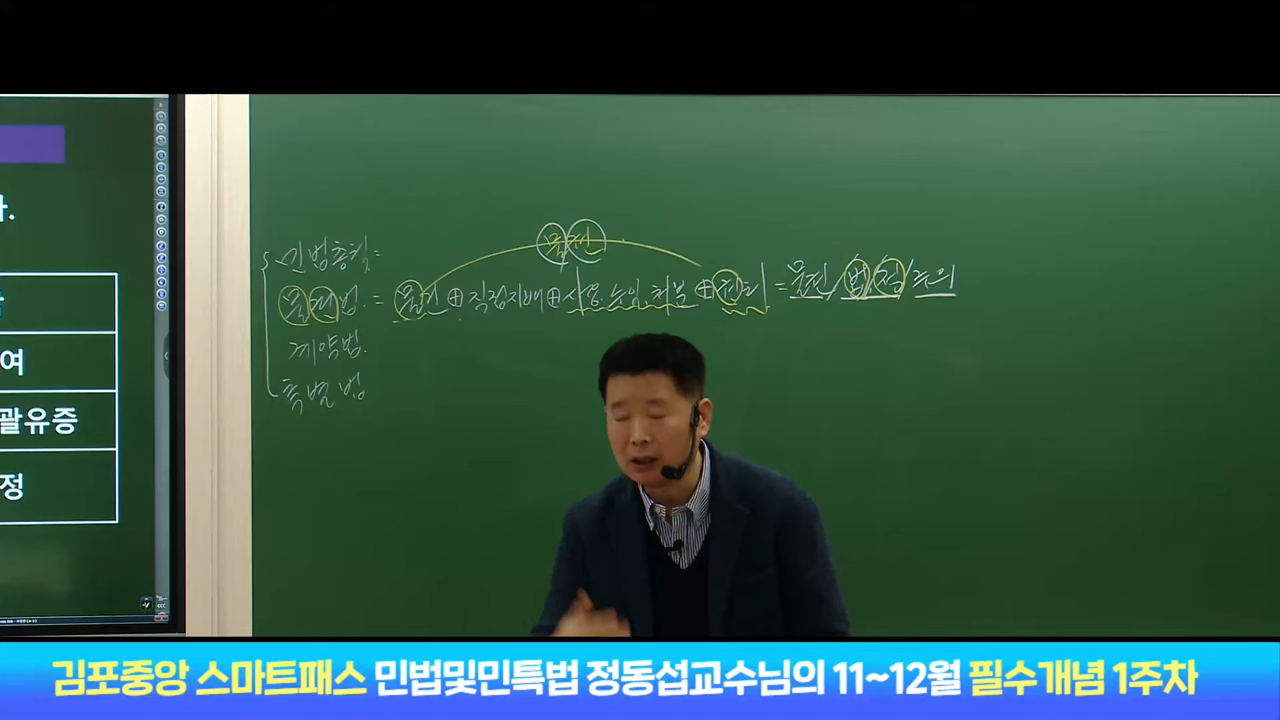 다.
여
괄유증
정
물권
민법총칙 =
물권법. = 물건 ⊕ 직접지배 ⊕ 사용, 수익, 처분 ⊕ 권리 = 물권/법정/주의
계약법.
특별법
김포중앙 스마트패스 민법및민특법 정동섭교수님의 11~12월 필수개념 1주차